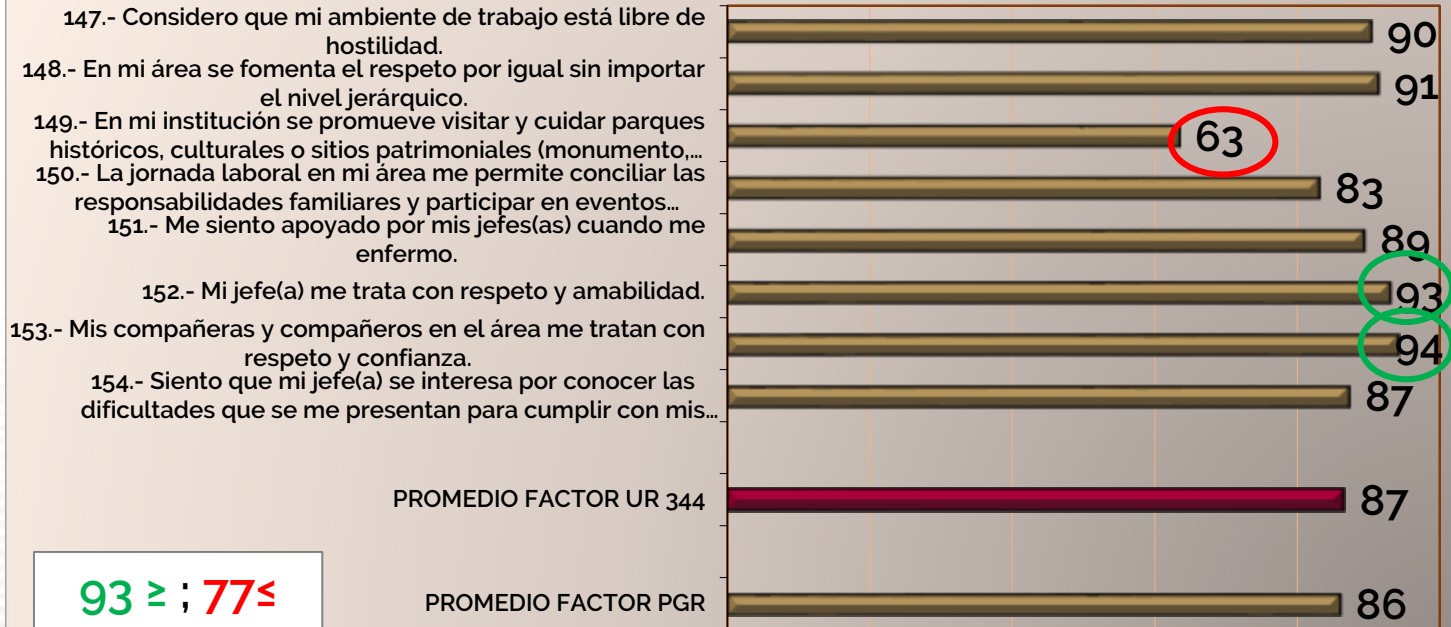 147.- Considero que mi ambiente de trabajo está libre de
hostilidad.
90
148.- En mi área se fomenta el respeto por igual sin importar
el nivel jerárquico.
91
149.- En mi institución se promueve visitar y cuidar parques
históricos, culturales o sitios patrimoniales (monumento,...
63
150.- La jornada laboral en mi área me permite conciliar las
responsabilidades familiares y participar en eventos...
83
151.- Me siento apoyado por mis jefes(as) cuando me
enfermo.
89
152.- Mi jefe(a) me trata con respeto y amabilidad.
93
153.- Mis compañeras y compañeros en el área me tratan con
respeto y confianza.
94
154.- Siento que mi jefe(a) se interesa por conocer las
dificultades que se me presentan para cumplir con mis...
87
PROMEDIO FACTOR UR 344
87
93 ≥ ; 77≤
PROMEDIO FACTOR PGR
86